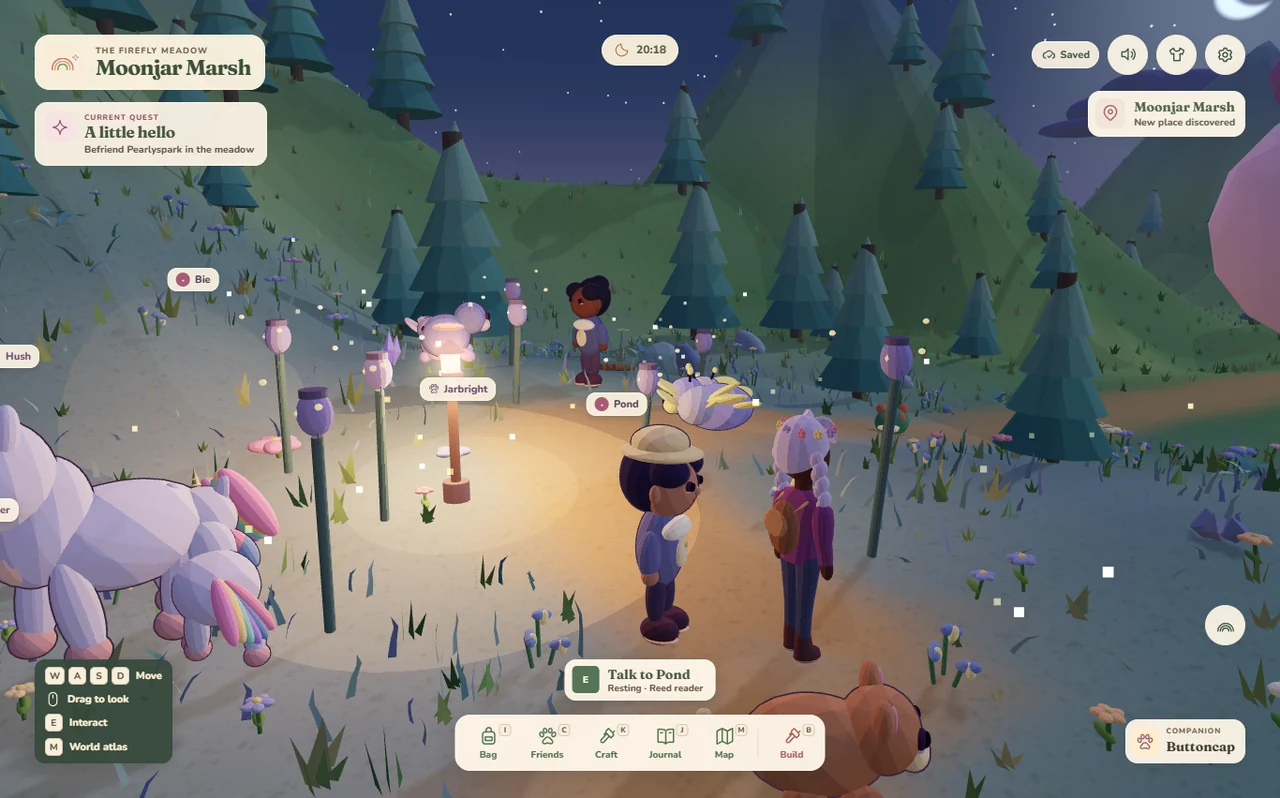 THE FIREFLY MEADOW
Moonjar Marsh
CURRENT QUEST
A little hello
Befriend Pearlyspark in the meadow
20:18
Saved
Moonjar Marsh
New place discovered
Bie
Hush
Jarbright
Pond
er
E
Talk to Pond
Resting · Reed reader
W A S D Move
Drag to look
E Interact
M World atlas
I C K J M B
Bag Friends Craft Journal Map Build
COMPANION
Buttoncap